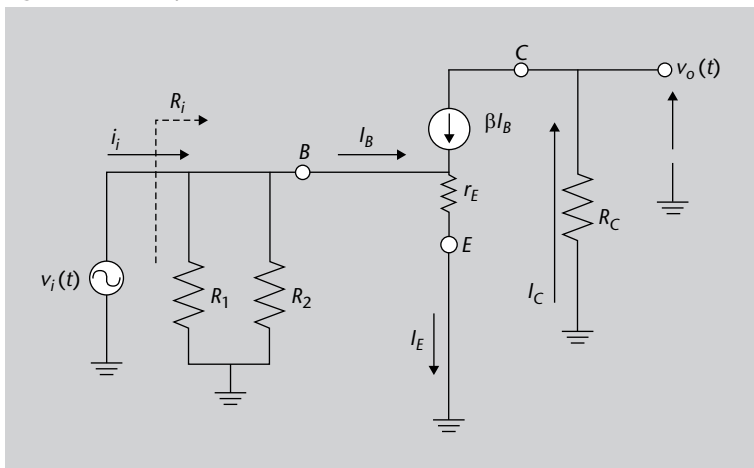 C
v_o(t)
R_i
βI_B
i_i
B
I_B
r_E
R_C
E
v_i(t)
R_1
R_2
I_C
I_E